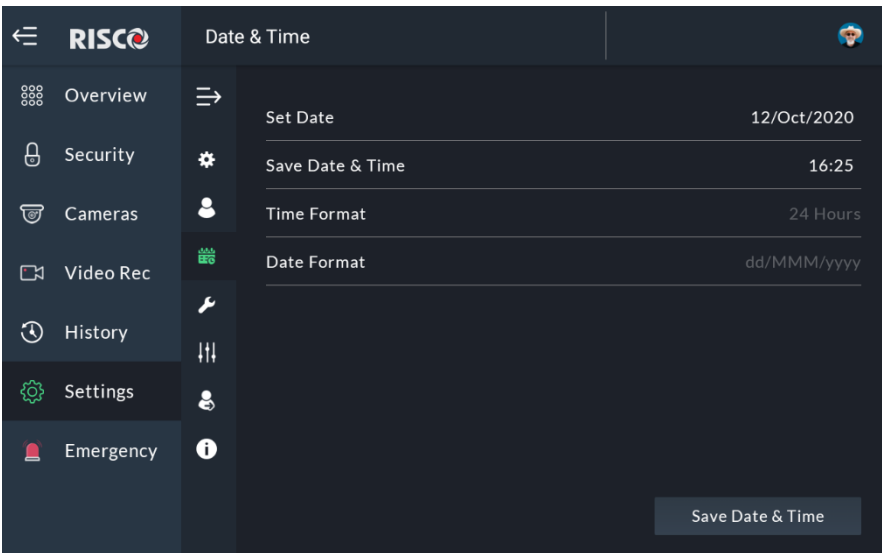 RISCO
Date & Time
Overview
Security
Cameras
Video Rec
History
Settings
Emergency
Set Date 12/Oct/2020
Save Date & Time 16:25
Time Format 24 Hours
Date Format dd/MMM/yyyy
Save Date & Time